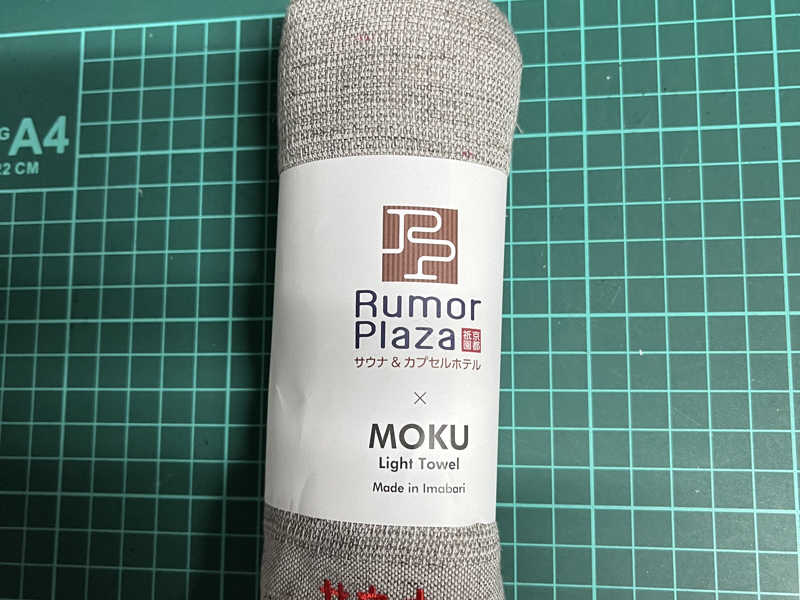 A4
22 CM
Rumor
Plaza
京都
祇園
サウナ & カプセルホテル
×
MOKU
Light Towel
Made in Imabari